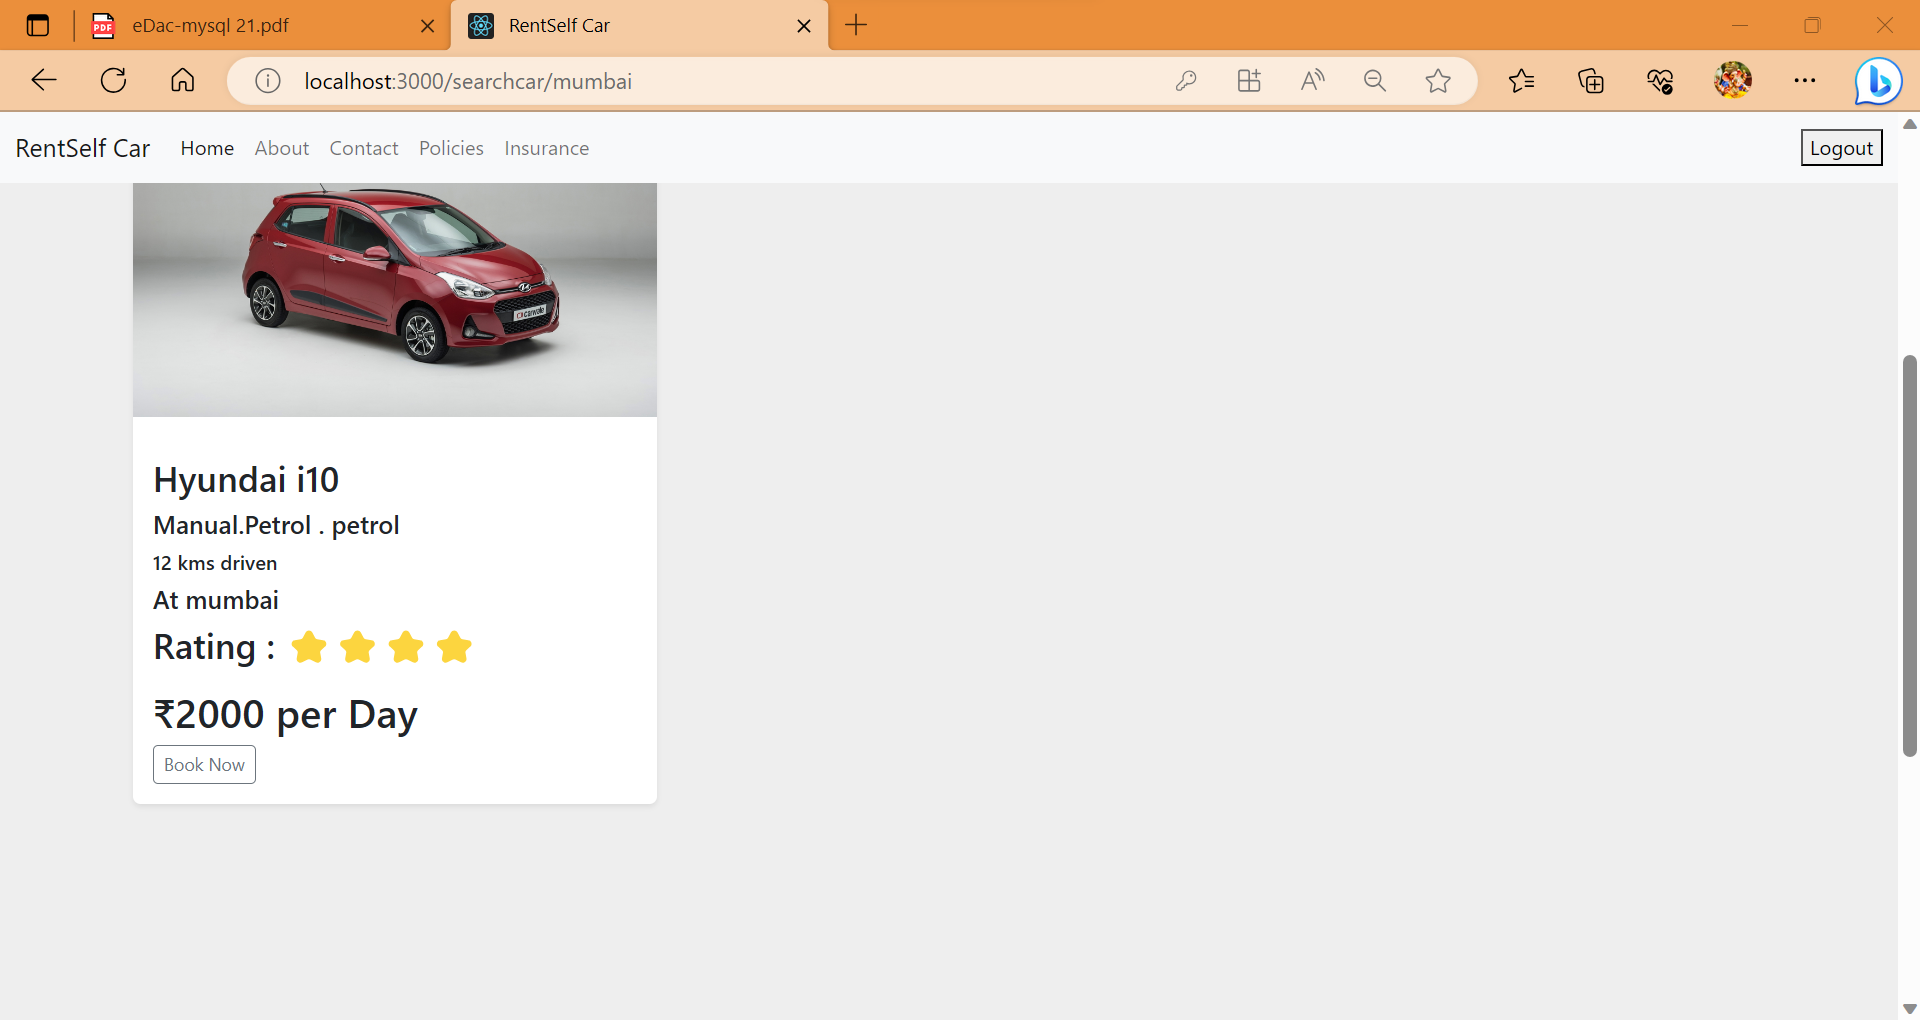 eDac-mysql 21.pdf
RentSelf Car
localhost:3000/searchcar/mumbai
RentSelf Car Home About Contact Policies Insurance Logout
carwale
Hyundai i10
Manual.Petrol . petrol
12 kms driven
At mumbai
Rating :
₹2000 per Day
Book Now